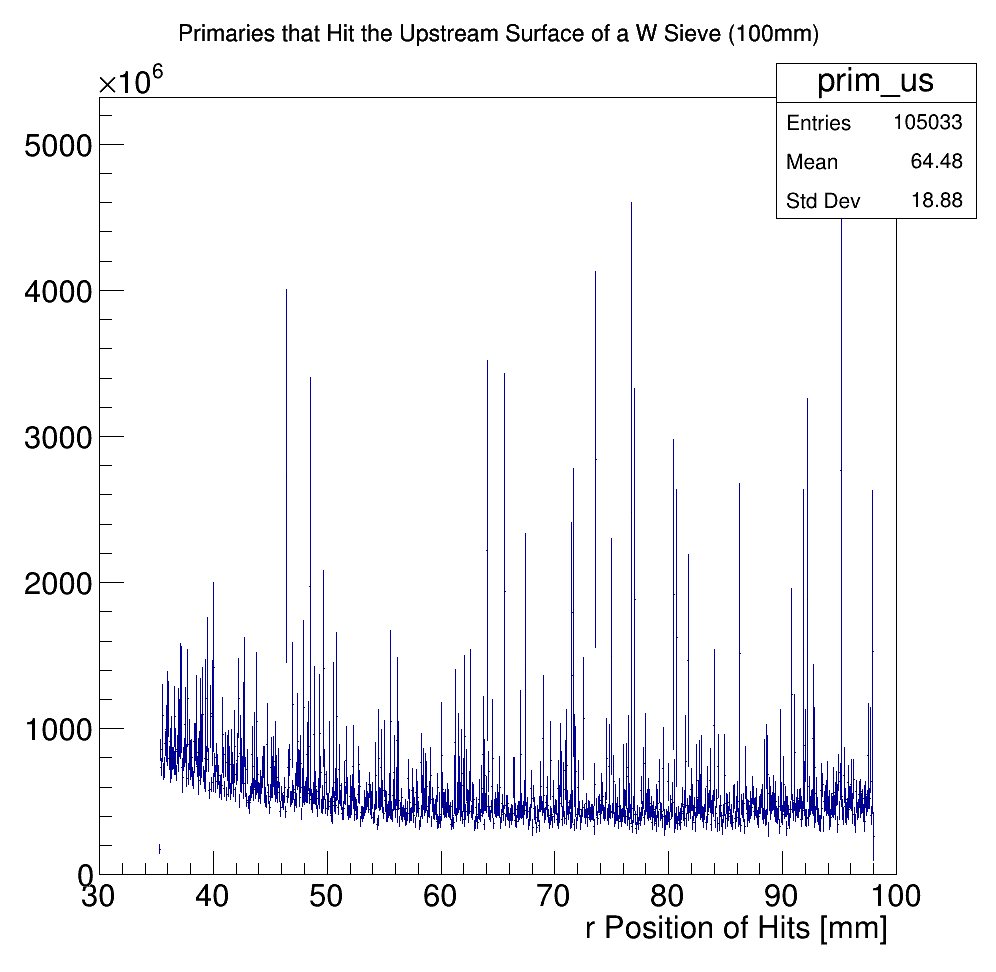 Primaries that Hit the Upstream Surface of a W Sieve (100mm)
×10^6
prim_us
Entries 105033
Mean 64.48
Std Dev 18.88
5000
4000
3000
2000
1000
0
30 40 50 60 70 80 90 100
r Position of Hits [mm]